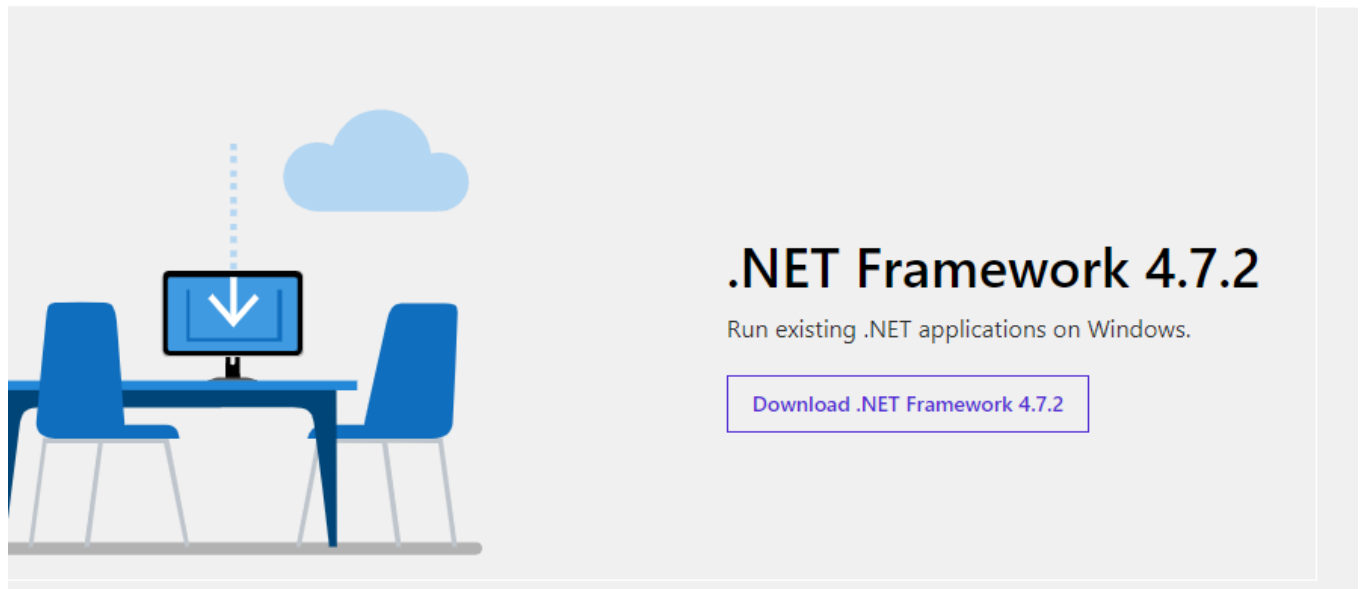 .NET Framework 4.7.2
Run existing .NET applications on Windows.
Download .NET Framework 4.7.2